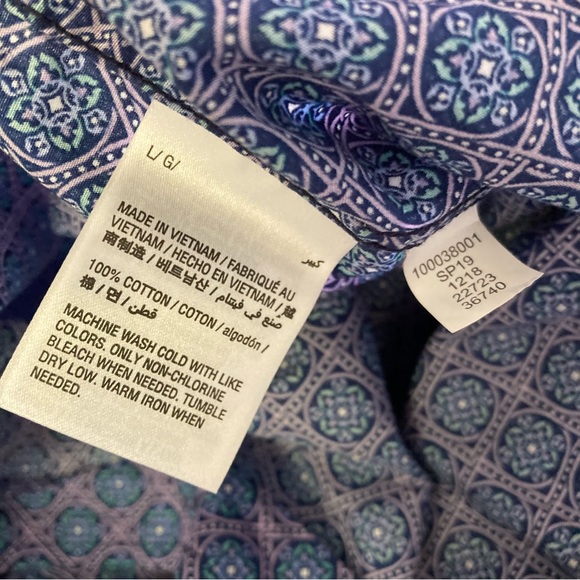 L/ G/
كبير
MADE IN VIETNAM / FABRIQUÉ AU
VIETNAM / HECHO EN VIETNAM / 越
南制造 / 베트남산 / صنع في فيتنام
100% COTTON / COTON / algodón /
棉 / 면 / قطن
MACHINE WASH COLD WITH LIKE
COLORS. ONLY NON-CHLORINE
BLEACH WHEN NEEDED. TUMBLE
DRY LOW. WARM IRON WHEN
NEEDED.
100038001
SP19
1218
22723
36740